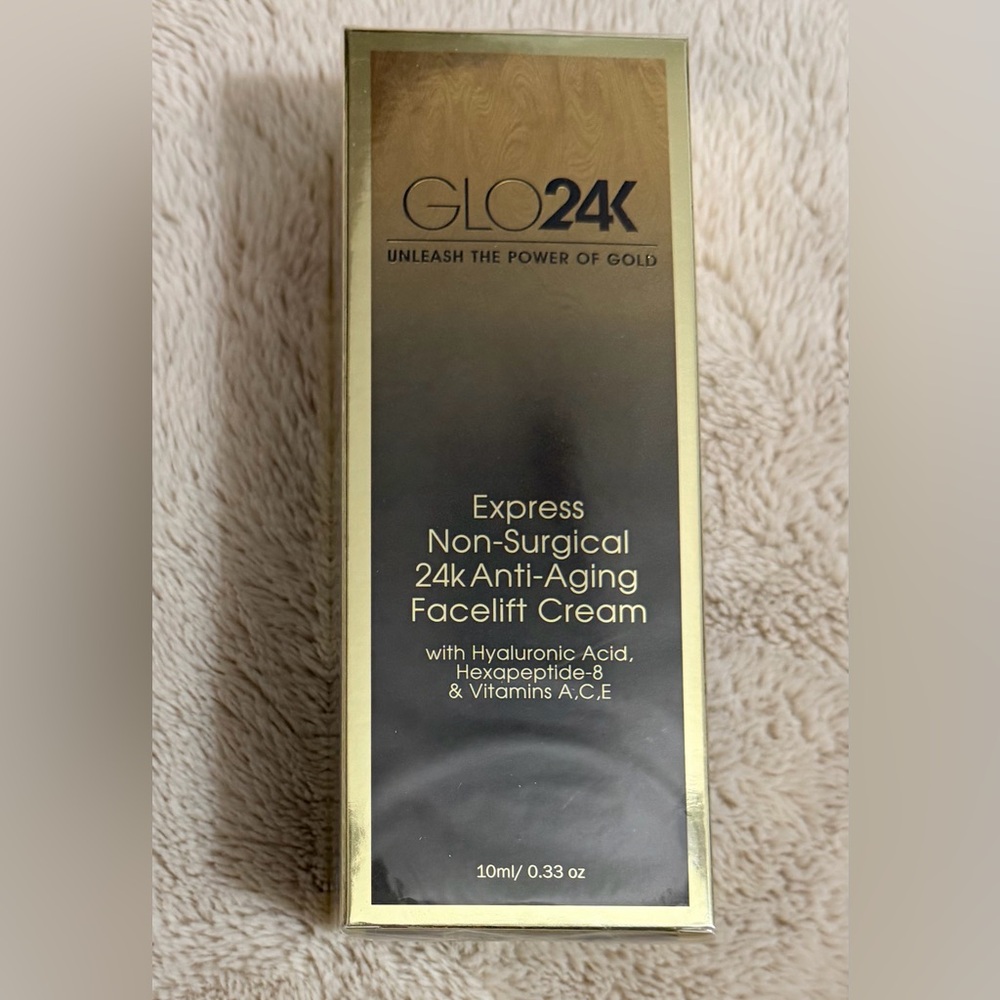 GLO24K
UNLEASH THE POWER OF GOLD
Express
Non-Surgical
24k Anti-Aging
Facelift Cream
with Hyaluronic Acid,
Hexapeptide-8
& Vitamins A,C,E
10ml/ 0.33 oz